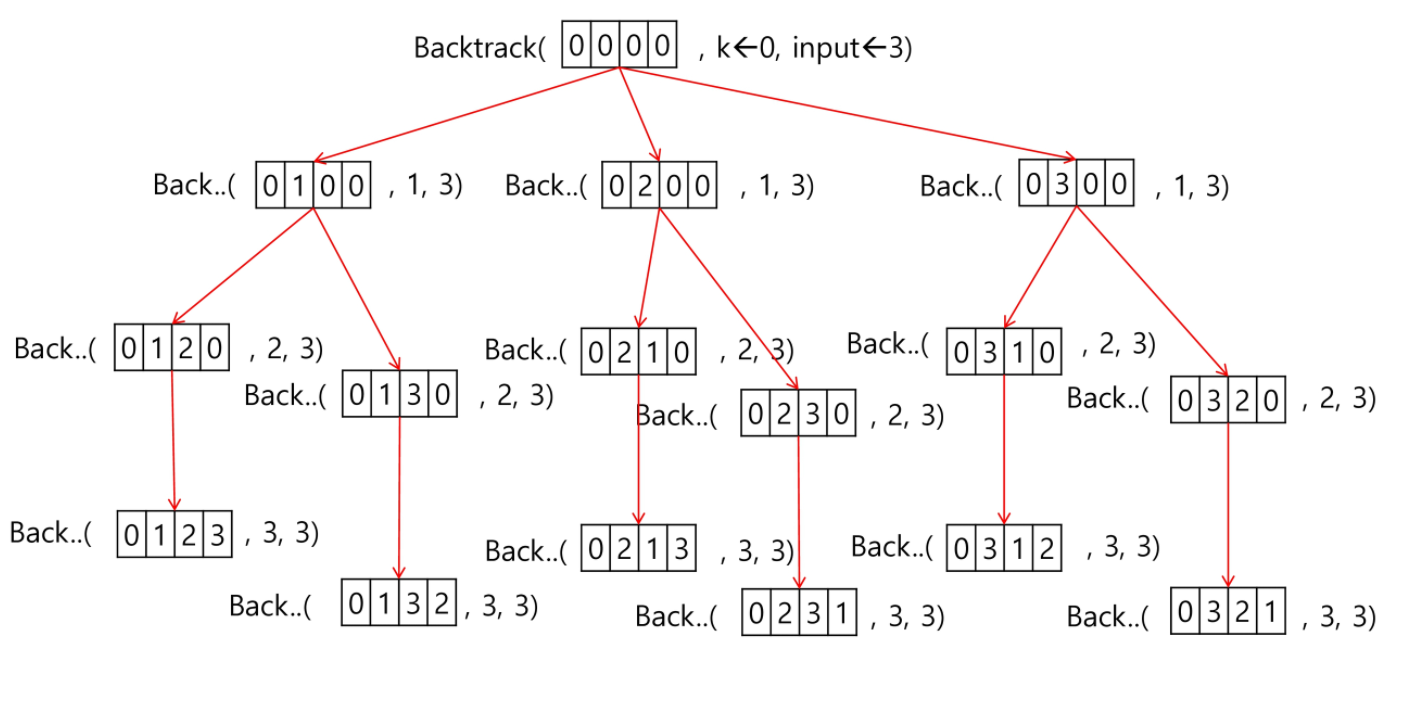 Backtrack( 0 0 0 0 , k←0, input←3)
Back..( 0 1 0 0 , 1, 3) Back..( 0 2 0 0 , 1, 3) Back..( 0 3 0 0 , 1, 3)
Back..( 0 1 2 0 , 2, 3) Back..( 0 2 1 0 , 2, 3) Back..( 0 3 1 0 , 2, 3)
Back..( 0 1 3 0 , 2, 3) Back..( 0 2 3 0 , 2, 3) Back..( 0 3 2 0 , 2, 3)
Back..( 0 1 2 3 , 3, 3) Back..( 0 2 1 3 , 3, 3) Back..( 0 3 1 2 , 3, 3)
Back..( 0 1 3 2 , 3, 3) Back..( 0 2 3 1 , 3, 3) Back..( 0 3 2 1 , 3, 3)